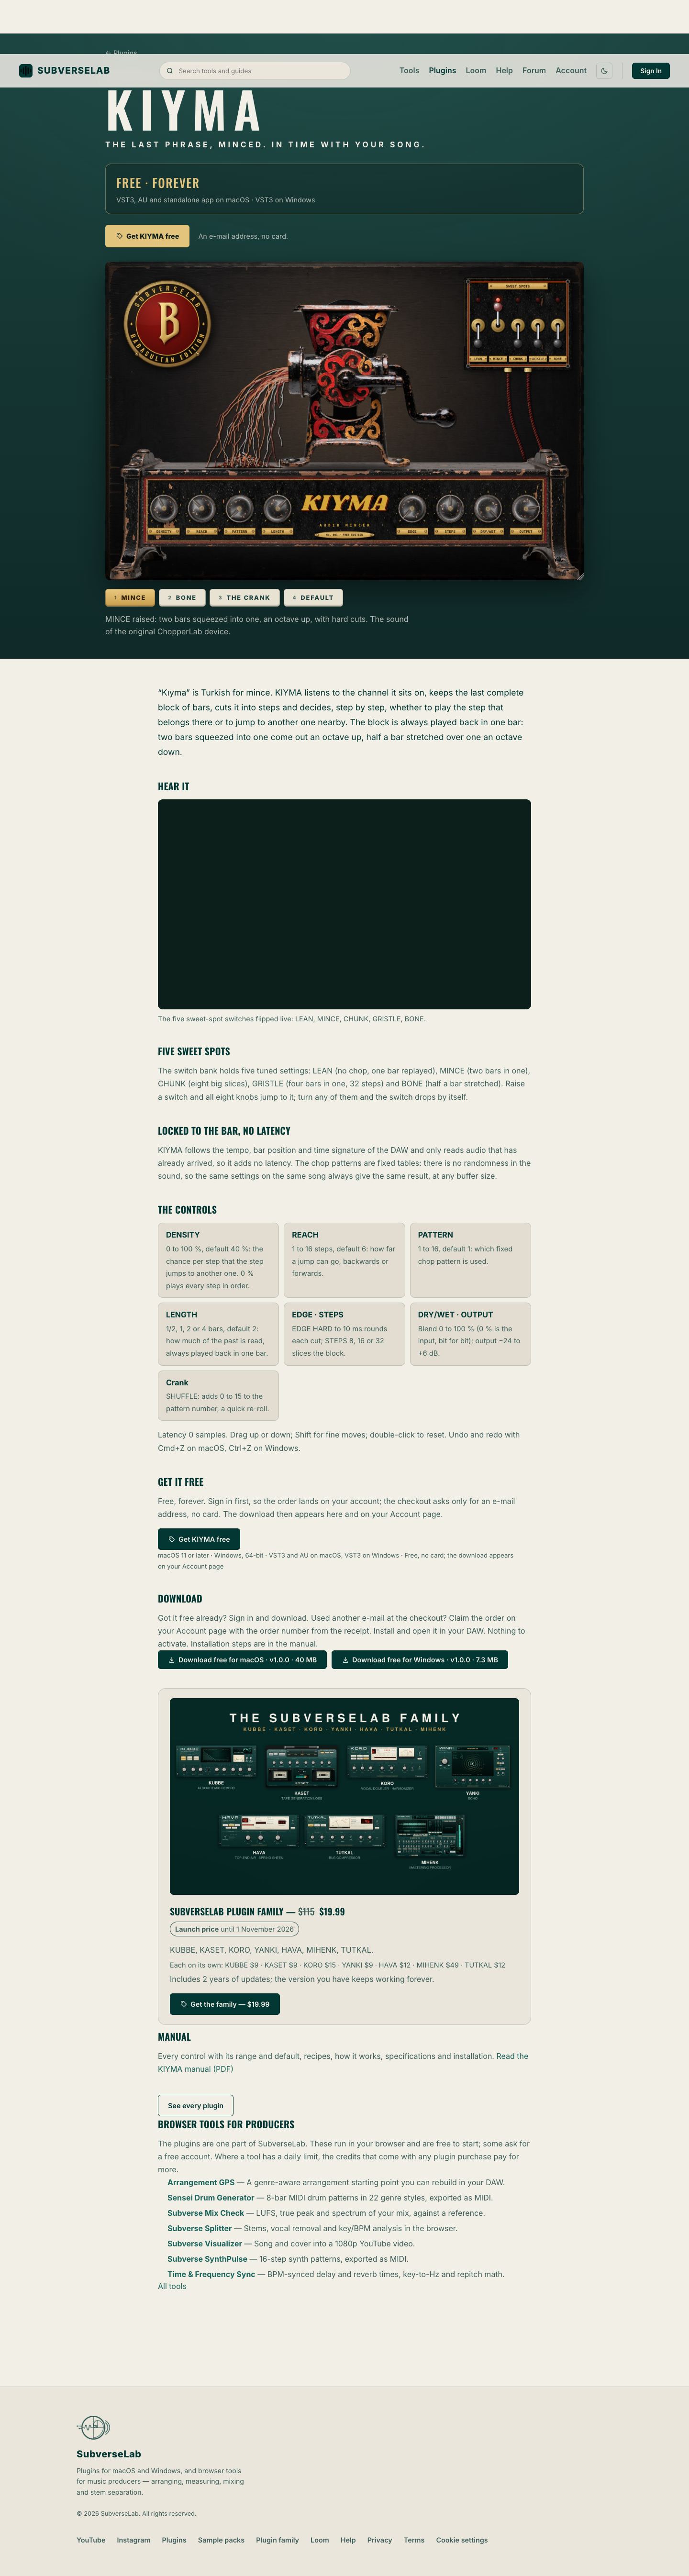 ← Plugins
SUBVERSELAB
Search tools and guides
Tools
Plugins
Loom
Help
Forum
Account
Sign In
KIYMA
THE LAST PHRASE, MINCED. IN TIME WITH YOUR SONG.
FREE · FOREVER
VST3, AU and standalone app on macOS · VST3 on Windows
Get KIYMA free
An e-mail address, no card.
SUBVERSELAB
B
EDITION
SWEET SPOTS
KIYMA
AUDIO MINCER
DENSITY
REACH
PATTERN
LENGTH
EDGE
STEPS
DRY/WET
OUTPUT
1 MINCE
2 BONE
3 THE CRANK
4 DEFAULT
MINCE raised: two bars squeezed into one, an octave up, with hard cuts. The sound
of the original ChopperLab device.
“Kıyma” is Turkish for mince. KIYMA listens to the channel it sits on, keeps the last complete
block of bars, cuts it into steps and decides, step by step, whether to play the step that
belongs there or to jump to another one nearby. The block is always played back in one bar:
two bars squeezed into one come out an octave up, half a bar stretched over one an octave
down.
HEAR IT
The five sweet-spot switches flipped live: LEAN, MINCE, CHUNK, GRISTLE, BONE.
FIVE SWEET SPOTS
The switch bank holds five tuned settings: LEAN (no chop, one bar replayed), MINCE (two bars in one),
CHUNK (eight big slices), GRISTLE (four bars in one, 32 steps) and BONE (half a bar stretched). Raise
a switch and all eight knobs jump to it; turn any of them and the switch drops by itself.
LOCKED TO THE BAR, NO LATENCY
KIYMA follows the tempo, bar position and time signature of the DAW and only reads audio that has
already arrived, so it adds no latency. The chop patterns are fixed tables: there is no randomness in the
sound, so the same settings on the same song always give the same result, at any buffer size.
THE CONTROLS
DENSITY
0 to 100 %, default 40 %: the
chance per step that the step
jumps to another one. 0 %
plays every step in order.
REACH
1 to 16 steps, default 6: how far
a jump can go, backwards or
forwards.
PATTERN
1 to 16, default 1: which fixed
chop pattern is used.
LENGTH
1/2, 1, 2 or 4 bars, default 2:
how much of the past is read,
always played back in one bar.
EDGE · STEPS
EDGE HARD to 10 ms rounds
each cut; STEPS 8, 16 or 32
slices the block.
DRY/WET · OUTPUT
Blend 0 to 100 % (0 % is the
input, bit for bit); output −24 to
+6 dB.
Crank
SHUFFLE: adds 0 to 15 to the
pattern number, a quick re-roll.
Latency 0 samples. Drag up or down; Shift for fine moves; double-click to reset. Undo and redo with
Cmd+Z on macOS, Ctrl+Z on Windows.
GET IT FREE
Free, forever. Sign in first, so the order lands on your account; the checkout asks only for an e-mail
address, no card. The download then appears here and on your Account page.
Get KIYMA free
macOS 11 or later · Windows, 64-bit · VST3 and AU on macOS, VST3 on Windows · Free, no card; the download appears
on your Account page
DOWNLOAD
Got it free already? Sign in and download. Used another e-mail at the checkout? Claim the order on
your Account page with the order number from the receipt. Install and open it in your DAW. Nothing to
activate. Installation steps are in the manual.
Download free for macOS · v1.0.0 · 40 MB
Download free for Windows · v1.0.0 · 7.3 MB
THE SUBVERSELAB FAMILY
KUBBE · KASET · KORO · YANKI · HAVA · TUTKAL · MIHENK
KUBBE
KASET
KORO
YANKI
TAPE GENERATION LAB
ECHO
HAVA
TUTKAL
MIHENK
BUS COMPRESSOR
MASTERING PROCESSOR
SUBVERSELAB PLUGIN FAMILY — $115 $19.99
Launch price until 1 November 2026
KUBBE, KASET, KORO, YANKI, HAVA, MIHENK, TUTKAL.
Each on its own: KUBBE $9 · KASET $9 · KORO $15 · YANKI $9 · HAVA $12 · MIHENK $49 · TUTKAL $12
Includes 2 years of updates; the version you have keeps working forever.
Get the family — $19.99
MANUAL
Every control with its range and default, recipes, how it works, specifications and installation. Read the
KIYMA manual (PDF)
See every plugin
BROWSER TOOLS FOR PRODUCERS
The plugins are one part of SubverseLab. These run in your browser and are free to start; some ask for
a free account. Where a tool has a daily limit, the credits that come with any plugin purchase pay for
more.
Arrangement GPS — A genre-aware arrangement starting point you can rebuild in your DAW.
Sensei Drum Generator — 8-bar MIDI drum patterns in 22 genre styles, exported as MIDI.
Subverse Mix Check — LUFS, true peak and spectrum of your mix, against a reference.
Subverse Splitter — Stems, vocal removal and key/BPM analysis in the browser.
Subverse Visualizer — Song and cover into a 1080p YouTube video.
Subverse SynthPulse — 16-step synth patterns, exported as MIDI.
Time & Frequency Sync — BPM-synced delay and reverb times, key-to-Hz and repitch math.
All tools
SubverseLab
Plugins for macOS and Windows, and browser tools
for music producers — arranging, measuring, mixing
and stem separation.
© 2026 SubverseLab. All rights reserved.
YouTube
Instagram
Plugins
Sample packs
Plugin family
Loom
Help
Privacy
Terms
Cookie settings